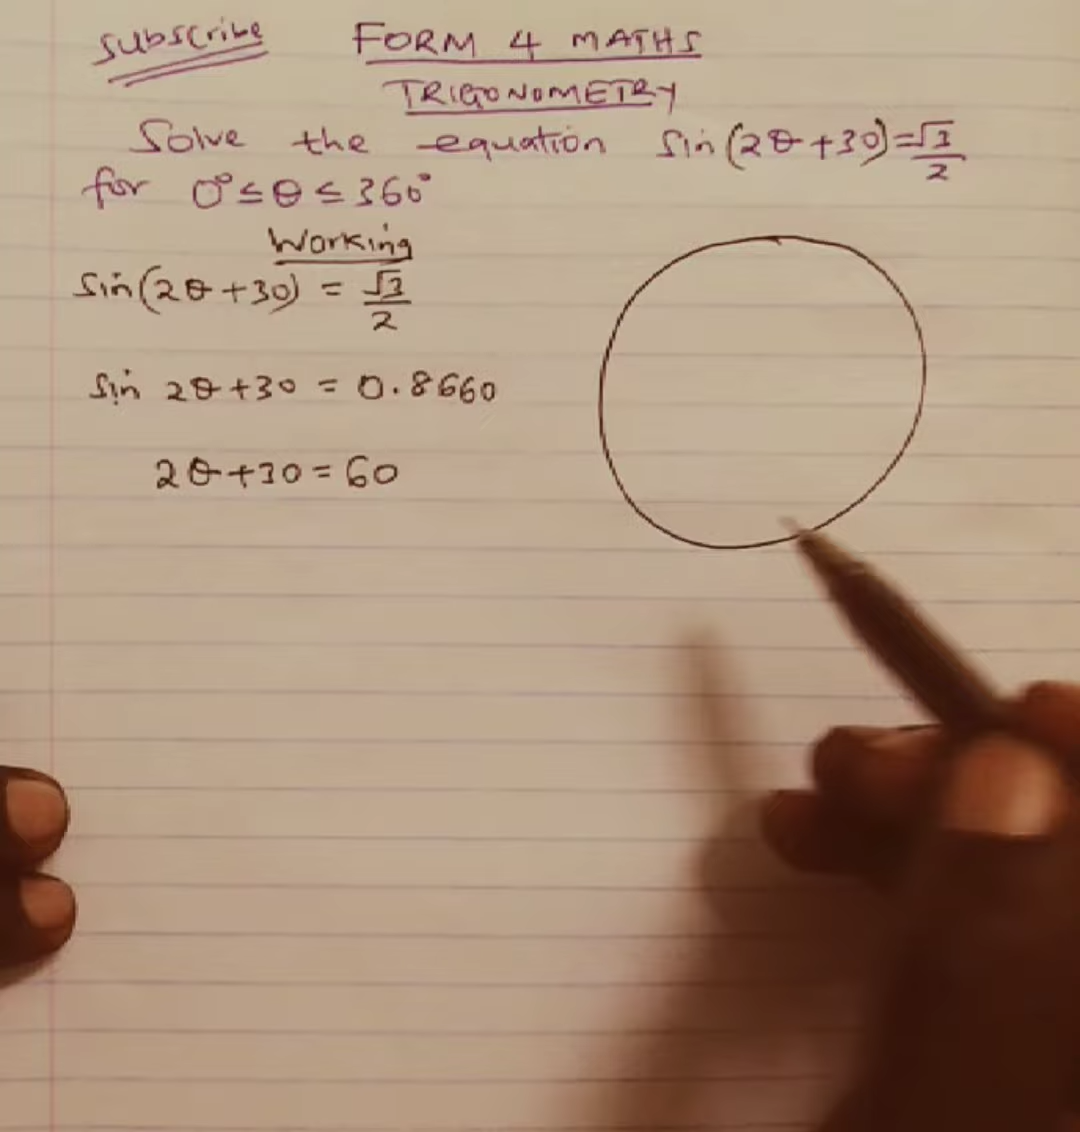 Subscribe FORM 4 MATHS
TRIGONOMETRY
Solve the equation Sin(2θ+30)=√3/2
for 0°≤θ≤360°
Working
Sin(2θ+30) = √3/2
Sin 2θ+30 = 0.8660
2θ+30=60